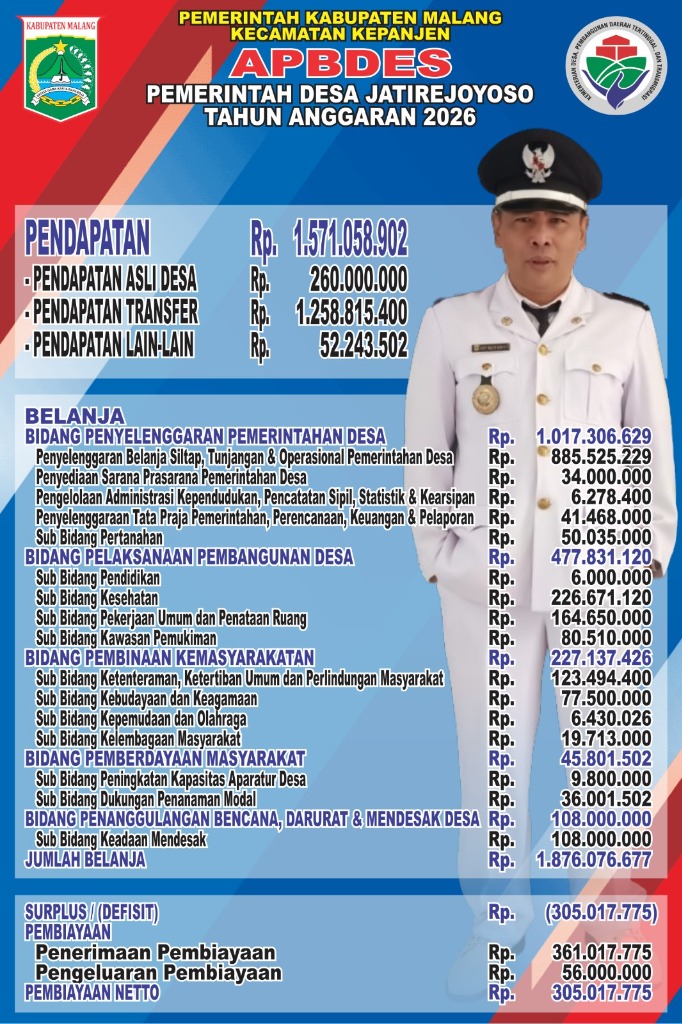 PEMERINTAH KABUPATEN MALANG
KECAMATAN KEPANJEN
APBDES
PEMERINTAH DESA JATIREJOYOSO
TAHUN ANGGARAN 2026
KABUPATEN MALANG
KEMENTERIAN DESA, PEMBANGUNAN DAERAH TERTINGGAL, DAN TRANSMIGRASI
PENDAPATAN Rp. 1.571.058.902
- PENDAPATAN ASLI DESA Rp. 260.000.000
- PENDAPATAN TRANSFER Rp. 1.258.815.400
- PENDAPATAN LAIN-LAIN Rp. 52.243.502
BELANJA
BIDANG PENYELENGGARAN PEMERINTAHAN DESA Rp. 1.017.306.629
Penyelenggaran Belanja Siltap, Tunjangan & Operasional Pemerintahan Desa Rp. 885.525.229
Penyediaan Sarana Prasarana Pemerintahan Desa Rp. 34.000.000
Pengelolaan Administrasi Kependudukan, Pencatatan Sipil, Statistik & Kearsipan Rp. 6.278.400
Penyelenggaraan Tata Praja Pemerintahan, Perencanaan, Keuangan & Pelaporan Rp. 41.468.000
Sub Bidang Pertanahan Rp. 50.035.000
BIDANG PELAKSANAAN PEMBANGUNAN DESA Rp. 477.831.120
Sub Bidang Pendidikan Rp. 6.000.000
Sub Bidang Kesehatan Rp. 226.671.120
Sub Bidang Pekerjaan Umum dan Penataan Ruang Rp. 164.650.000
Sub Bidang Kawasan Pemukiman Rp. 80.510.000
BIDANG PEMBINAAN KEMASYARAKATAN Rp. 227.137.426
Sub Bidang Ketenteraman, Ketertiban Umum dan Perlindungan Masyarakat Rp. 123.494.400
Sub Bidang Kebudayaan dan Keagamaan Rp. 77.500.000
Sub Bidang Kepemudaan dan Olahraga Rp. 6.430.026
Sub Bidang Kelembagaan Masyarakat Rp. 19.713.000
BIDANG PEMBERDAYAAN MASYARAKAT Rp. 45.801.502
Sub Bidang Peningkatan Kapasitas Aparatur Desa Rp. 9.800.000
Sub Bidang Dukungan Penanaman Modal Rp. 36.001.502
BIDANG PENANGGULANGAN BENCANA, DARURAT & MENDESAK DESA Rp. 108.000.000
Sub Bidang Keadaan Mendesak Rp. 108.000.000
JUMLAH BELANJA Rp. 1.876.076.677
SURPLUS / (DEFISIT) Rp. (305.017.775)
PEMBIAYAAN
Penerimaan Pembiayaan Rp. 361.017.775
Pengeluaran Pembiayaan Rp. 56.000.000
PEMBIAYAAN NETTO Rp. 305.017.775